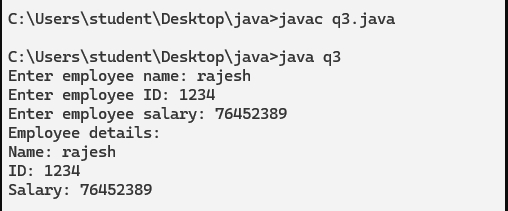 C:\Users\student\Desktop\java>javac q3.java
C:\Users\student\Desktop\java>java q3
Enter employee name: rajesh
Enter employee ID: 1234
Enter employee salary: 76452389
Employee details:
Name: rajesh
ID: 1234
Salary: 76452389